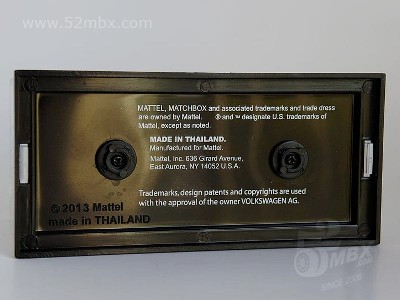 www.52mbx.com
MATTEL, MATCHBOX and associated trademarks and trade dress
are owned by Mattel. ® and ™ designate U.S. trademarks of
Mattel, except as noted.
MADE IN THAILAND.
Manufactured for Mattel.
Mattel, Inc. 636 Girard Avenue,
East Aurora, NY 14052 U.S.A.
Trademarks, design patents and copyrights are used
with the approval of the owner VOLKSWAGEN AG.
© 2013 Mattel
made in THAILAND
52MBX